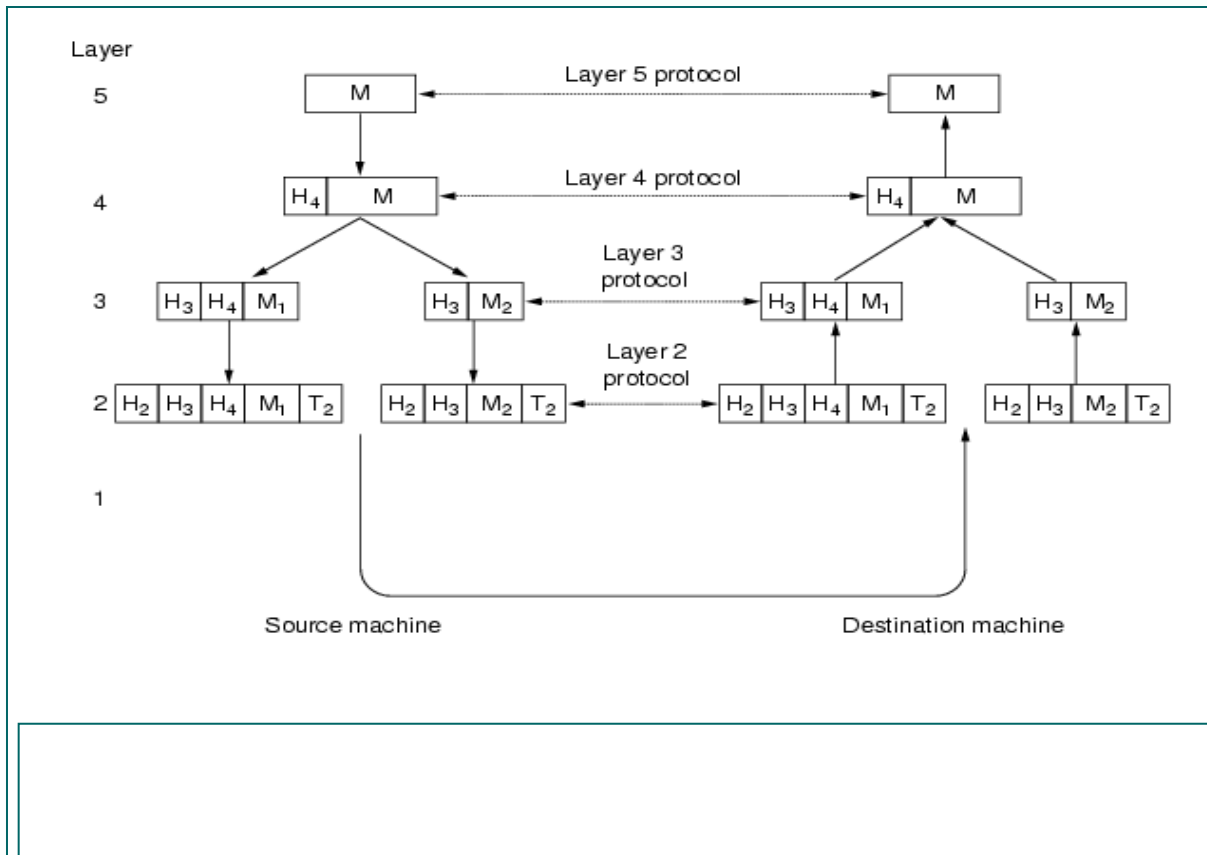 Layer
5 M Layer 5 protocol M
4 H₄ M Layer 4 protocol H₄ M
Layer 3
protocol
3 H₃ H₄ M₁ H₃ M₂ H₃ H₄ M₁ H₃ M₂
Layer 2
protocol
2 H₂ H₃ H₄ M₁ T₂ H₂ H₃ M₂ T₂ H₂ H₃ H₄ M₁ T₂ H₂ H₃ M₂ T₂
1
Source machine Destination machine